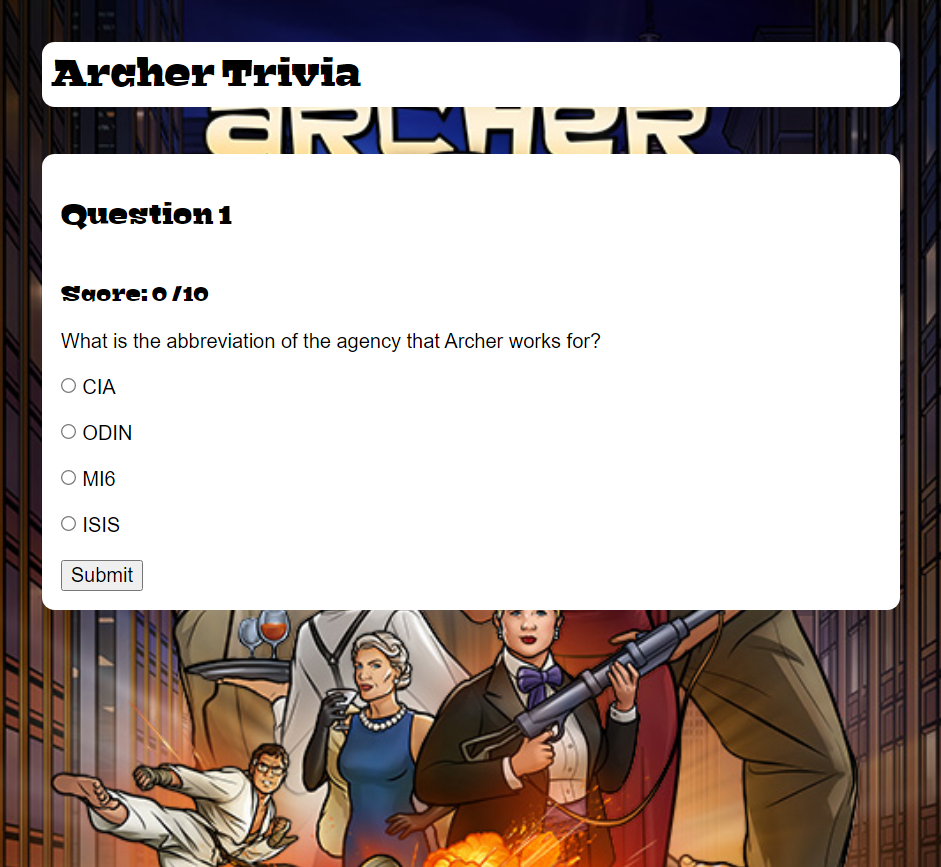 Archer Trivia
ARCHER
Question 1
Score: 0 /10
What is the abbreviation of the agency that Archer works for?
CIA
ODIN
MI6
ISIS
Submit